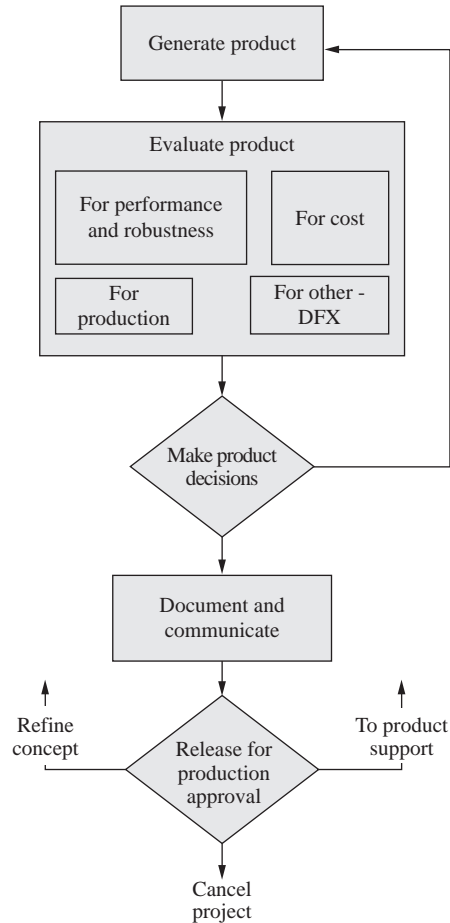 Generate product
Evaluate product
For performance
and robustness
For cost
For
production
For other -
DFX
Make product
decisions
Document and
communicate
Refine
concept
Release for
production
approval
To product
support
Cancel
project